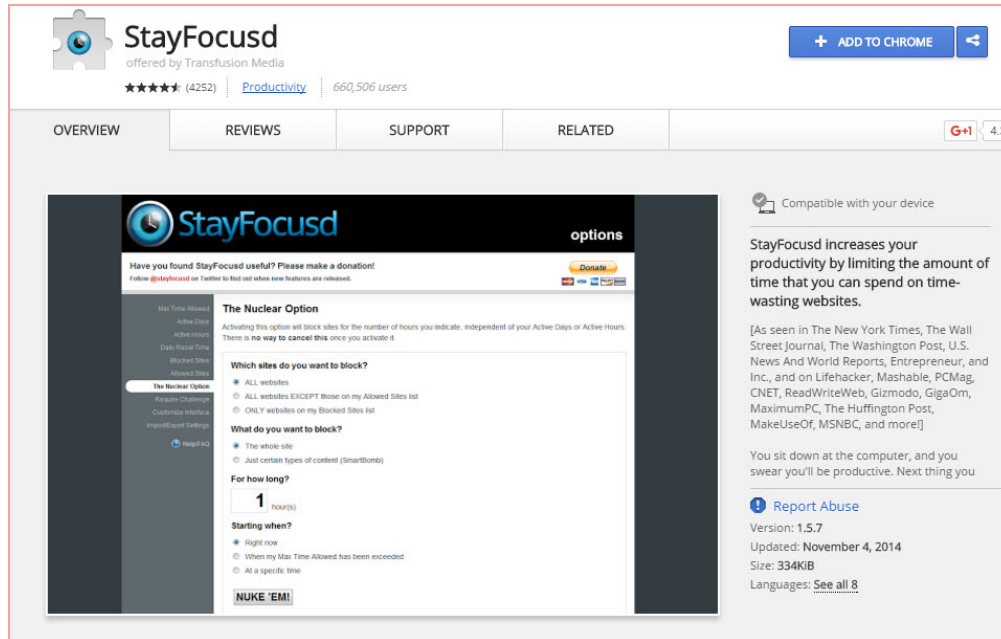 StayFocusd
offered by Transfusion Media
(4252)
Productivity
660,506 users
+ ADD TO CHROME
OVERVIEW
REVIEWS
SUPPORT
RELATED
G+1
StayFocusd
options
Have you found StayFocusd useful? Please make a donation!
Follow @stayfocusd on Twitter to find out when new features are released.
Donate
Max Time Allowed
Active Days
Active Hours
Daily Reset Time
Blocked Sites
Allowed Sites
The Nuclear Option
Require Challenge
Customize Interface
Import/Export Settings
Help/FAQ
The Nuclear Option
Activating this option will block sites for the number of hours you indicate, independent of your Active Days or Active Hours.
There is no way to cancel this once you activate it.
Which sites do you want to block?
ALL websites
ALL websites EXCEPT those on my Allowed Sites list
ONLY websites on my Blocked Sites list
What do you want to block?
The whole site
Just certain types of content (SmartBomb)
For how long?
1 hour(s)
Starting when?
Right now
When my Max Time Allowed has been exceeded
At a specific time
NUKE 'EM!
Compatible with your device
StayFocusd increases your
productivity by limiting the amount of
time that you can spend on time-
wasting websites.
[As seen in The New York Times, The Wall
Street Journal, The Washington Post, U.S.
News And World Reports, Entrepreneur, and
Inc., and on Lifehacker, Mashable, PCMag,
CNET, ReadWriteWeb, Gizmodo, GigaOm,
MaximumPC, The Huffington Post,
MakeUseOf, MSNBC, and more!]
You sit down at the computer, and you
swear you'll be productive. Next thing you
Report Abuse
Version: 1.5.7
Updated: November 4, 2014
Size: 334KiB
Languages: See all 8